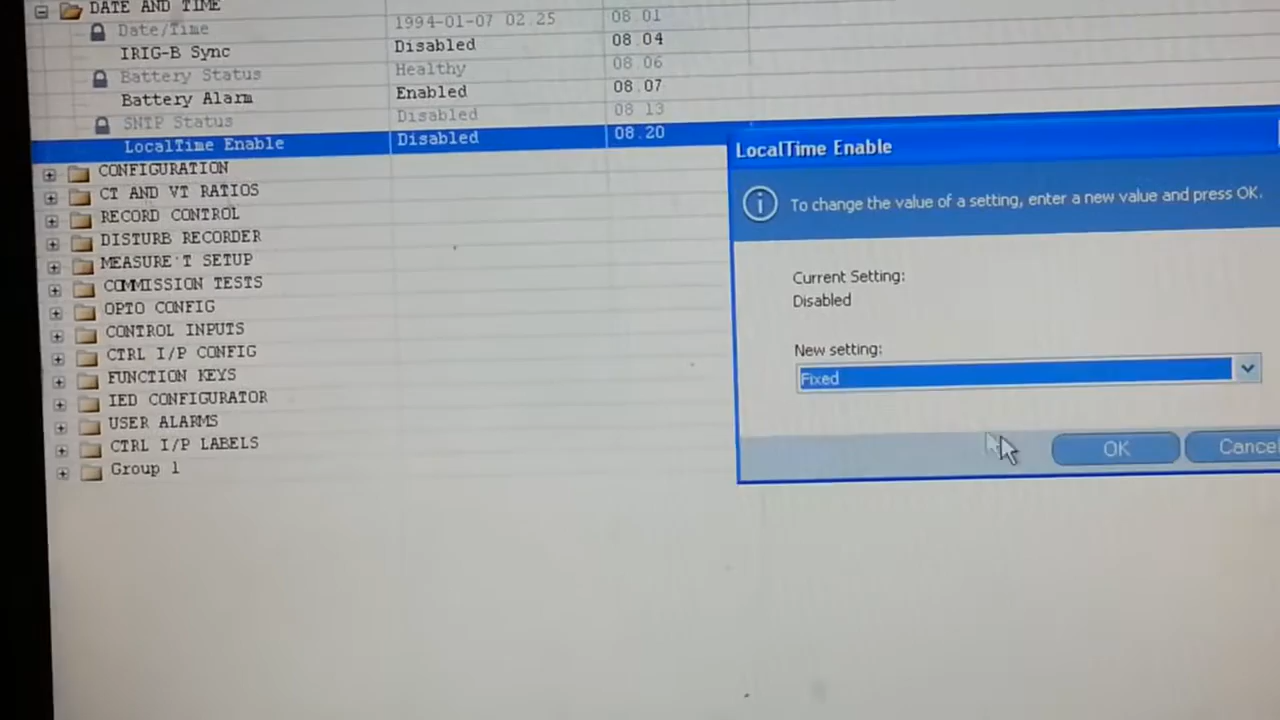 DATE AND TIME
Date/Time 1994-01-07 02.25 08.01
IRIG-B Sync Disabled 08.04
Battery Status Healthy 08.06
Battery Alarm Enabled 08.07
SNTP Status Disabled 08 13
LocalTime Enable Disabled 08.20
CONFIGURATION
CT AND VT RATIOS
RECORD CONTROL
DISTURB RECORDER
MEASURE'T SETUP
COMMISSION TESTS
OPTO CONFIG
CONTROL INPUTS
CTRL I/P CONFIG
FUNCTION KEYS
IED CONFIGURATOR
USER ALARMS
CTRL I/P LABELS
Group 1
LocalTime Enable
To change the value of a setting, enter a new value and press OK.
Current Setting:
Disabled
New setting:
Fixed
OK Cancel